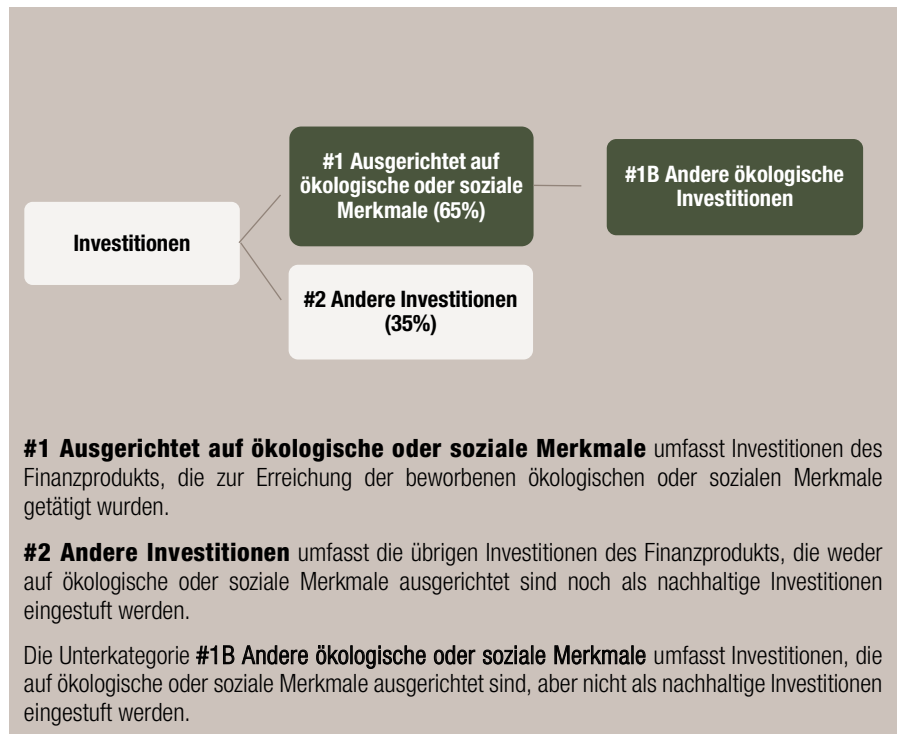 #1 Ausgerichtet auf
ökologische oder soziale
Merkmale (65%)
#1B Andere ökologische
Investitionen
Investitionen
#2 Andere Investitionen
(35%)
#1 Ausgerichtet auf ökologische oder soziale Merkmale umfasst Investitionen des
Finanzprodukts, die zur Erreichung der beworbenen ökologischen oder sozialen Merkmale
getätigt wurden.
#2 Andere Investitionen umfasst die übrigen Investitionen des Finanzprodukts, die weder
auf ökologische oder soziale Merkmale ausgerichtet sind noch als nachhaltige Investitionen
eingestuft werden.
Die Unterkategorie #1B Andere ökologische oder soziale Merkmale umfasst Investitionen, die
auf ökologische oder soziale Merkmale ausgerichtet sind, aber nicht als nachhaltige Investitionen
eingestuft werden.